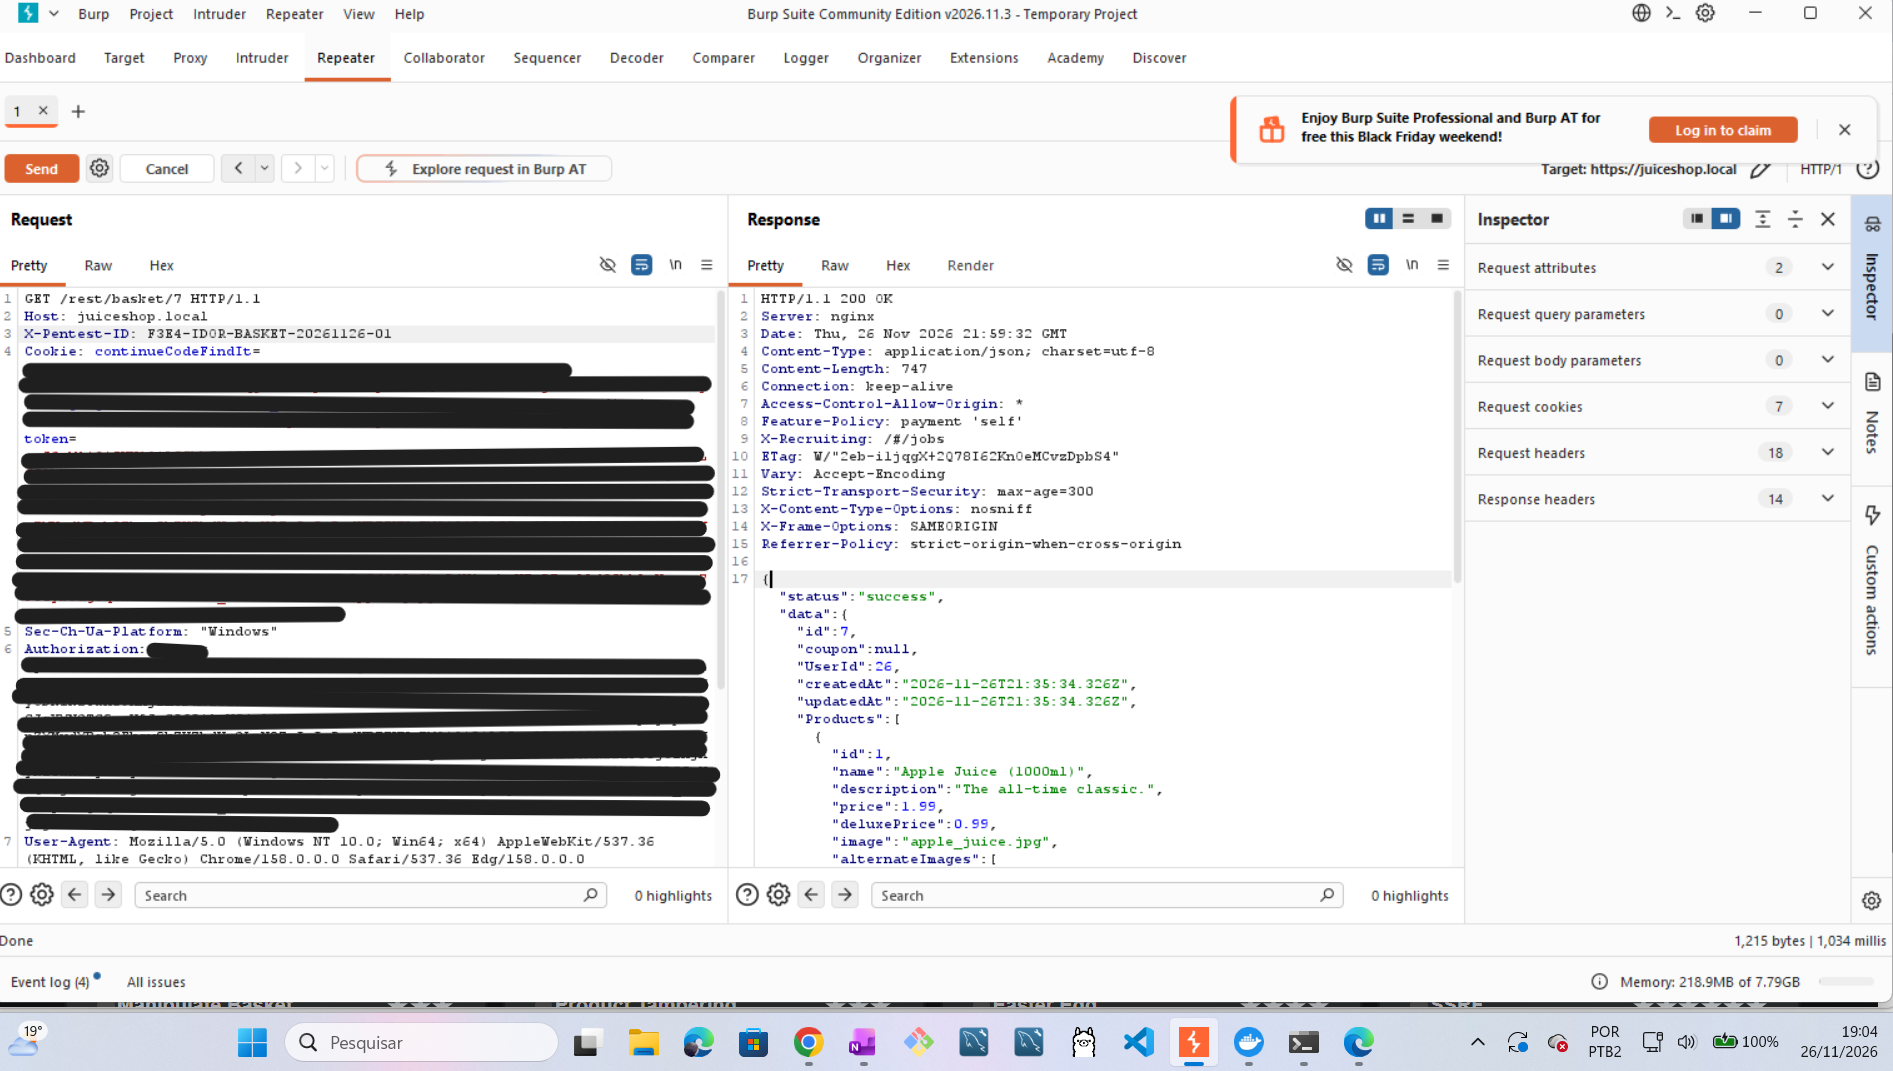 Burp Project Intruder Repeater View Help Burp Suite Community Edition v2026.11.3 - Temporary Project
Dashboard Target Proxy Intruder Repeater Collaborator Sequencer Decoder Comparer Logger Organizer Extensions Academy Discover
1
Enjoy Burp Suite Professional and Burp AT for
free this Black Friday weekend!
Log in to claim
Send Cancel Explore request in Burp AT Target: https://juiceshop.local HTTP/1
Request
Pretty Raw Hex \n
1 GET /rest/basket/7 HTTP/1.1
2 Host: juiceshop.local
3 X-Pentest-ID: F3E4-IDOR-BASKET-20261126-01
4 Cookie: continueCodeFindIt=
token=
5 Sec-Ch-Ua-Platform: "Windows"
6 Authorization:
7 User-Agent: Mozilla/5.0 (Windows NT 10.0; Win64; x64) AppleWebKit/537.36
(KHTML, like Gecko) Chrome/158.0.0.0 Safari/537.36 Edg/158.0.0.0
Search 0 highlights
Response
Pretty Raw Hex Render \n
1 HTTP/1.1 200 OK
2 Server: nginx
3 Date: Thu, 26 Nov 2026 21:59:32 GMT
4 Content-Type: application/json; charset=utf-8
5 Content-Length: 747
6 Connection: keep-alive
7 Access-Control-Allow-Origin: *
8 Feature-Policy: payment 'self'
9 X-Recruiting: /#/jobs
10 ETag: W/"2eb-iljqgX+2Q78I62Kn0eMCvzDpbS4"
11 Vary: Accept-Encoding
12 Strict-Transport-Security: max-age=300
13 X-Content-Type-Options: nosniff
14 X-Frame-Options: SAMEORIGIN
15 Referrer-Policy: strict-origin-when-cross-origin
16
17 {
"status":"success",
"data":{
"id":7,
"coupon":null,
"UserId":26,
"createdAt":"2026-11-26T21:35:34.326Z",
"updatedAt":"2026-11-26T21:35:34.326Z",
"Products":[
{
"id":1,
"name":"Apple Juice (1000ml)",
"description":"The all-time classic.",
"price":1.99,
"deluxePrice":0.99,
"image":"apple_juice.jpg",
"alternateImages":[
Search 0 highlights
Inspector
Request attributes 2
Request query parameters 0
Request body parameters 0
Request cookies 7
Request headers 18
Response headers 14
Inspector
Notes
Custom actions
Done 1,215 bytes | 1,034 millis
Event log (4) All issues Memory: 218.9MB of 7.79GB
Manipulate Basket Product Tampering Easter Egg SSRF
19° Pesquisar POR
PTB2 100% 19:04
26/11/2026